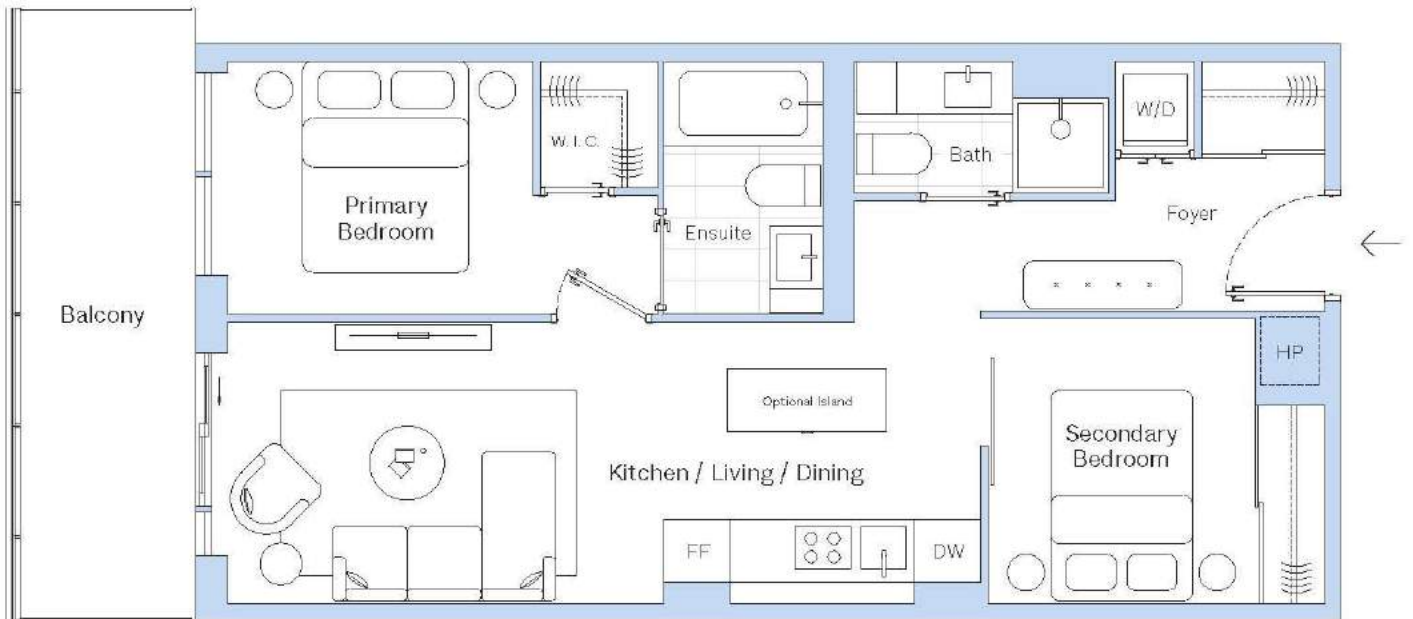 W/D
W.I.C.
Bath
Primary
Bedroom
Foyer
Ensuite
Balcony
HP
Optional Island
Secondary
Bedroom
Kitchen / Living / Dining
FF
DW